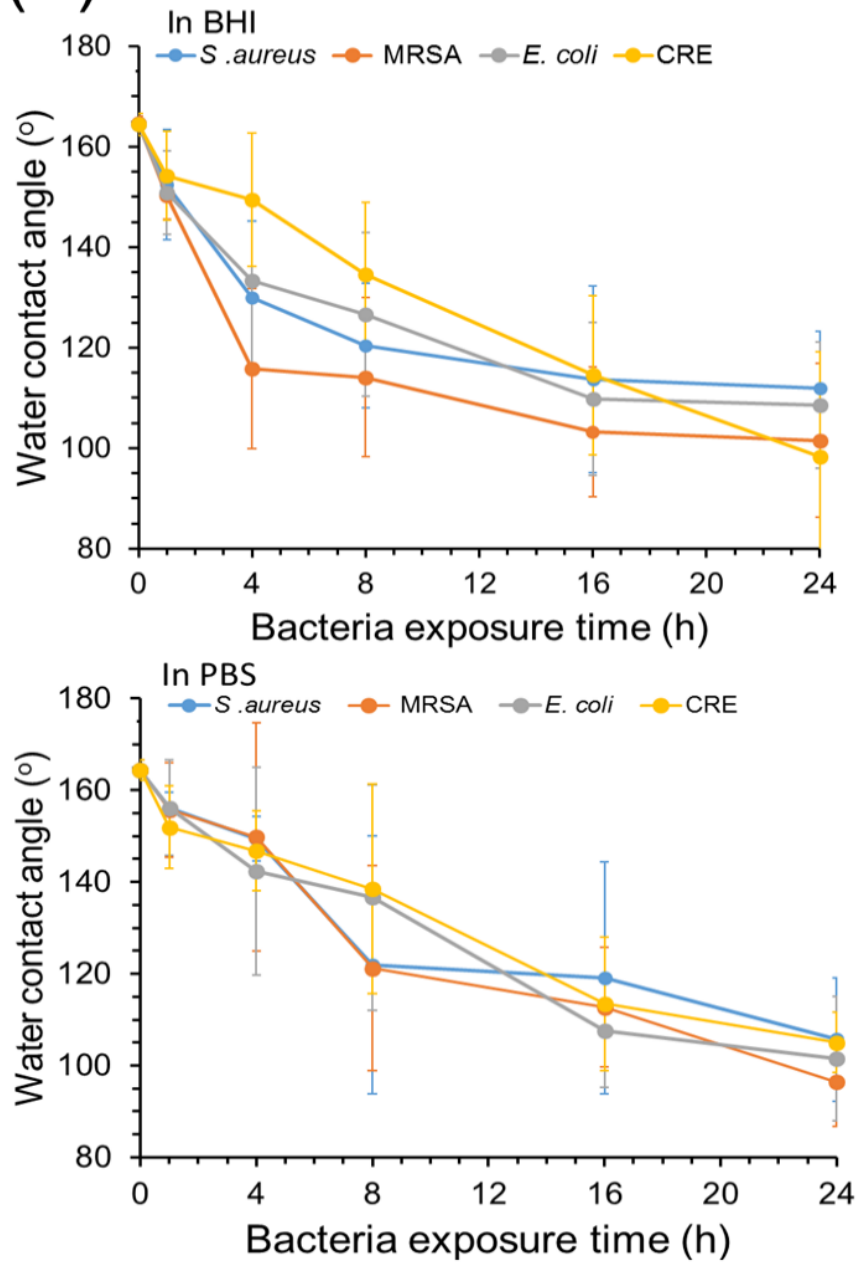 In BHI
S .aureus MRSA E. coli CRE
180
160
140
120
100
80
Water contact angle (º)
0 4 8 12 16 20 24
Bacteria exposure time (h)
In PBS
S .aureus MRSA E. coli CRE
180
160
140
120
100
80
Water contact angle (º)
0 4 8 12 16 20 24
Bacteria exposure time (h)